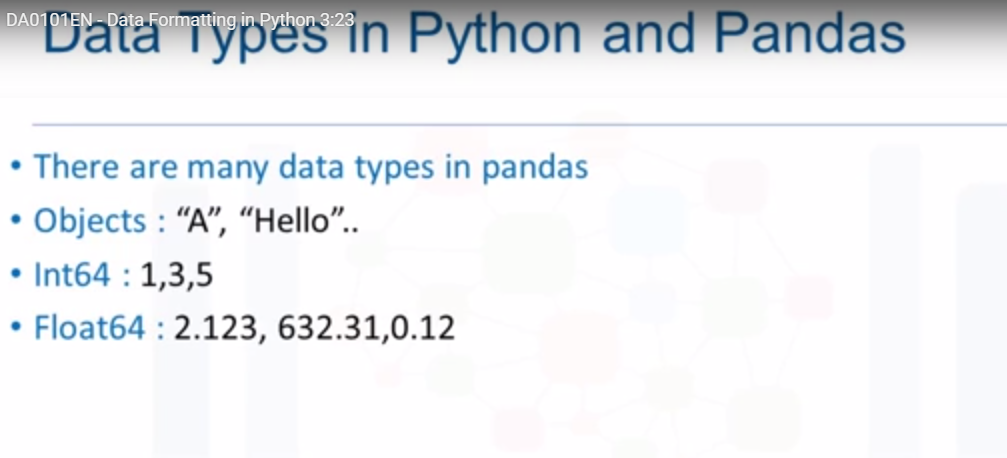 DA0101EN - Data Formatting in Python 3:23
Data Types in Python and Pandas
• There are many data types in pandas
• Objects : “A”, “Hello”..
• Int64 : 1,3,5
• Float64 : 2.123, 632.31,0.12